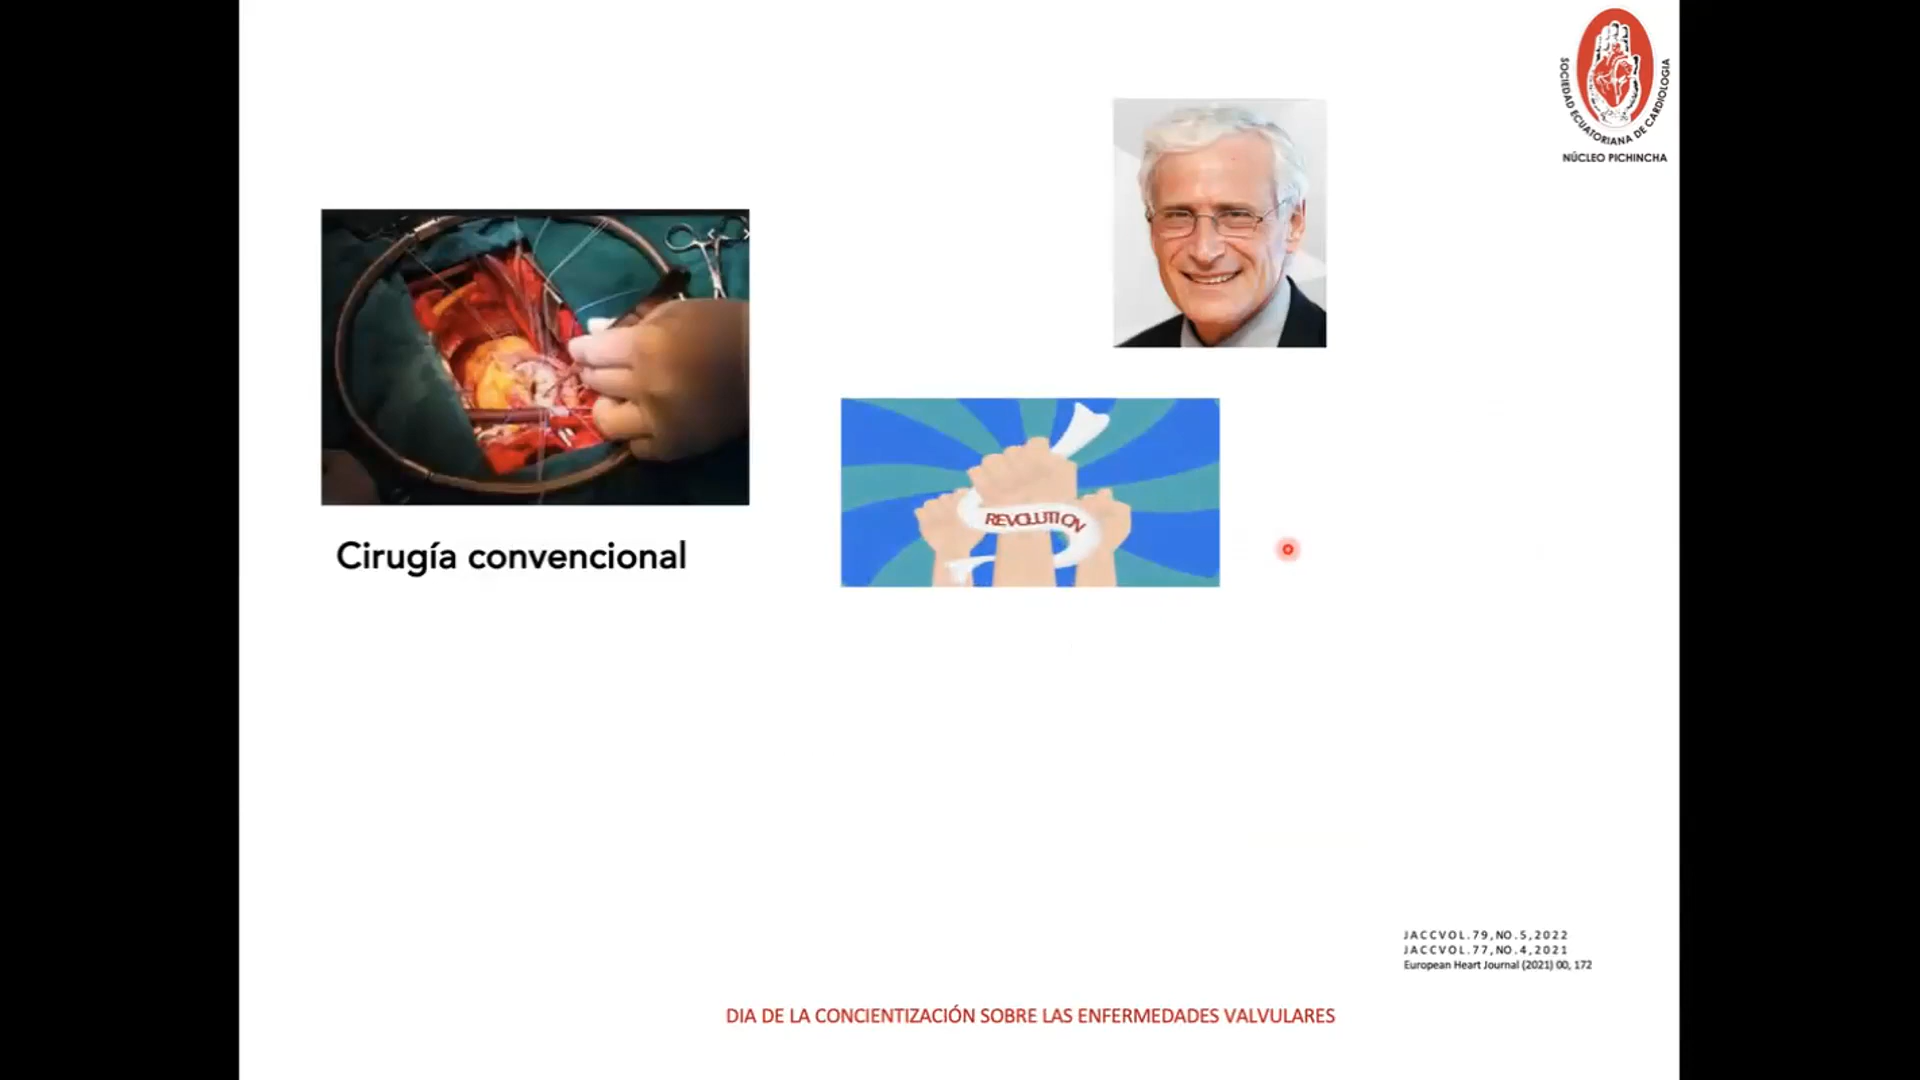 SOCIEDAD ECUATORIANA DE CARDIOLOGIA
NÚCLEO PICHINCHA
REVOLUTION
Cirugía convencional
JACCVOL.79,NO.5,2022
JACCVOL.77,NO.4,2021
European Heart Journal (2021) 00, 172
DIA DE LA CONCIENTIZACIÓN SOBRE LAS ENFERMEDADES VALVULARES